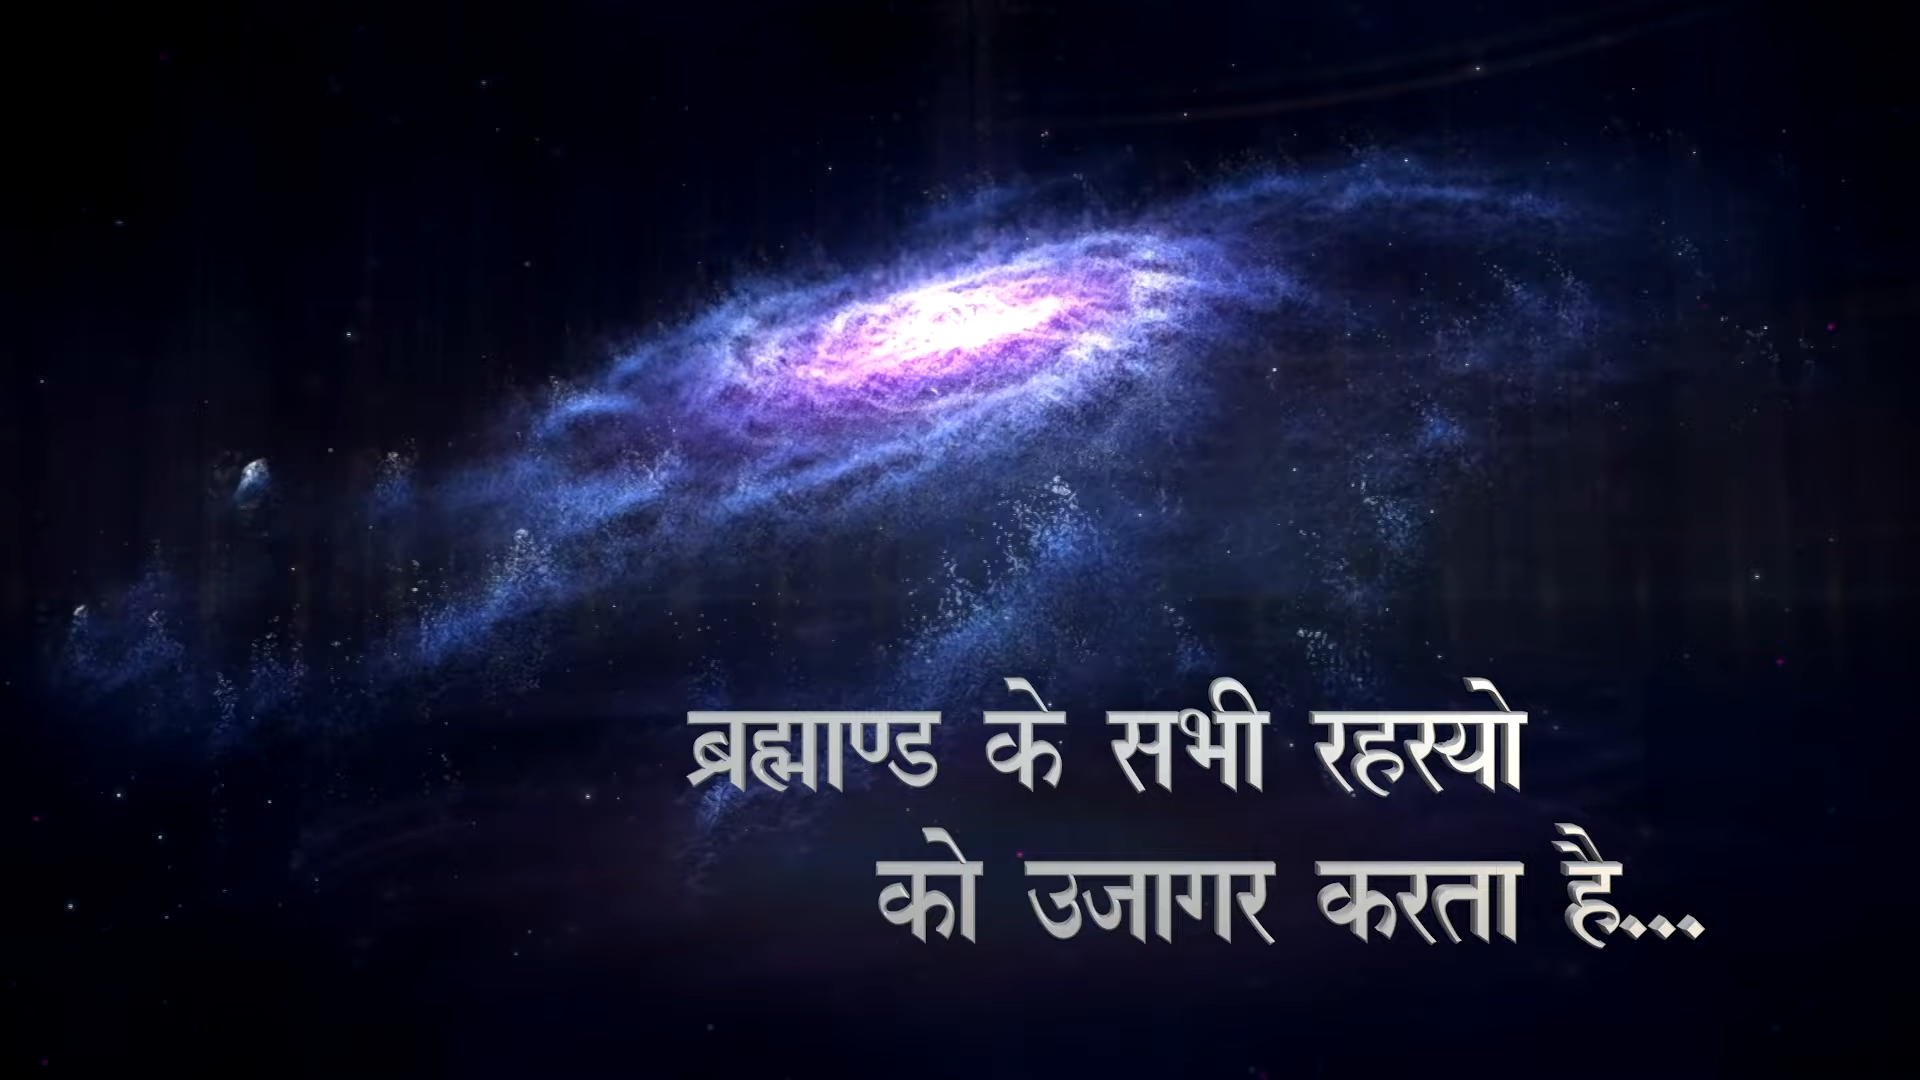 ब्रह्माण्ड के सभी रहस्यो
को उजागर करता है...